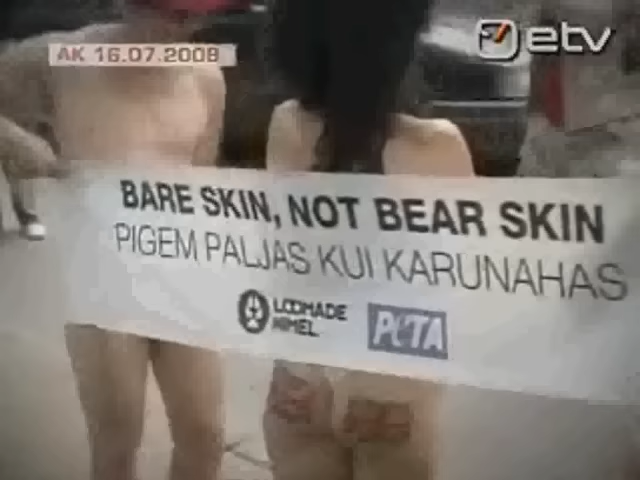 AK 16.07.2008
etv
BARE SKIN, NOT BEAR SKIN
PIGEM PALJAS KUI KARUNAHAS
LOOMADE
NIMEL
PETA